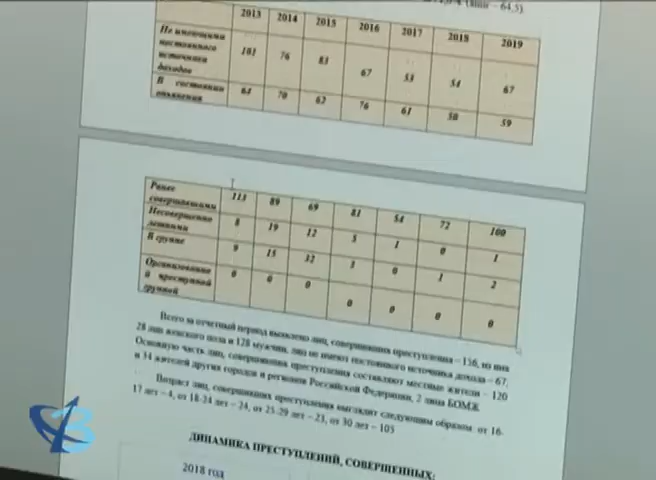 64,5).
2013 2014 2015 2016 2017 2018 2019
Не имеющими
постоянного
источника
доходов 101 76 83 67 53 54 67
В состоянии
опьянения 64 70 62 76 61 50 59
Ранее
совершавшими 113 89 69 81 54 72 100
Несовершенно
летними 8 19 12 5 1 0 1
В группе 9 15 32 3 0 1 2
Организованно
й преступной
группой 0 0 0 0 0 0 0
Всего за отчетный период выявлено лиц, совершивших преступления – 156, из них
28 лиц женского пола и 128 мужчин, лиц не имеют постоянного источника дохода – 67.
Основную часть лиц, совершивших преступления составляют местные жители – 120
и 34 жителей других городов и регионов Российской Федерации, 2 лица БОМЖ
Возраст лиц, совершивших преступления выглядит следующим образом от 16-
17 лет – 4, от 18-24 лет – 24, от 25-29 лет – 23, от 30 лет – 105
ДИНАМИКА ПРЕСТУПЛЕНИЙ, СОВЕРШЕННЫХ:
2018 год